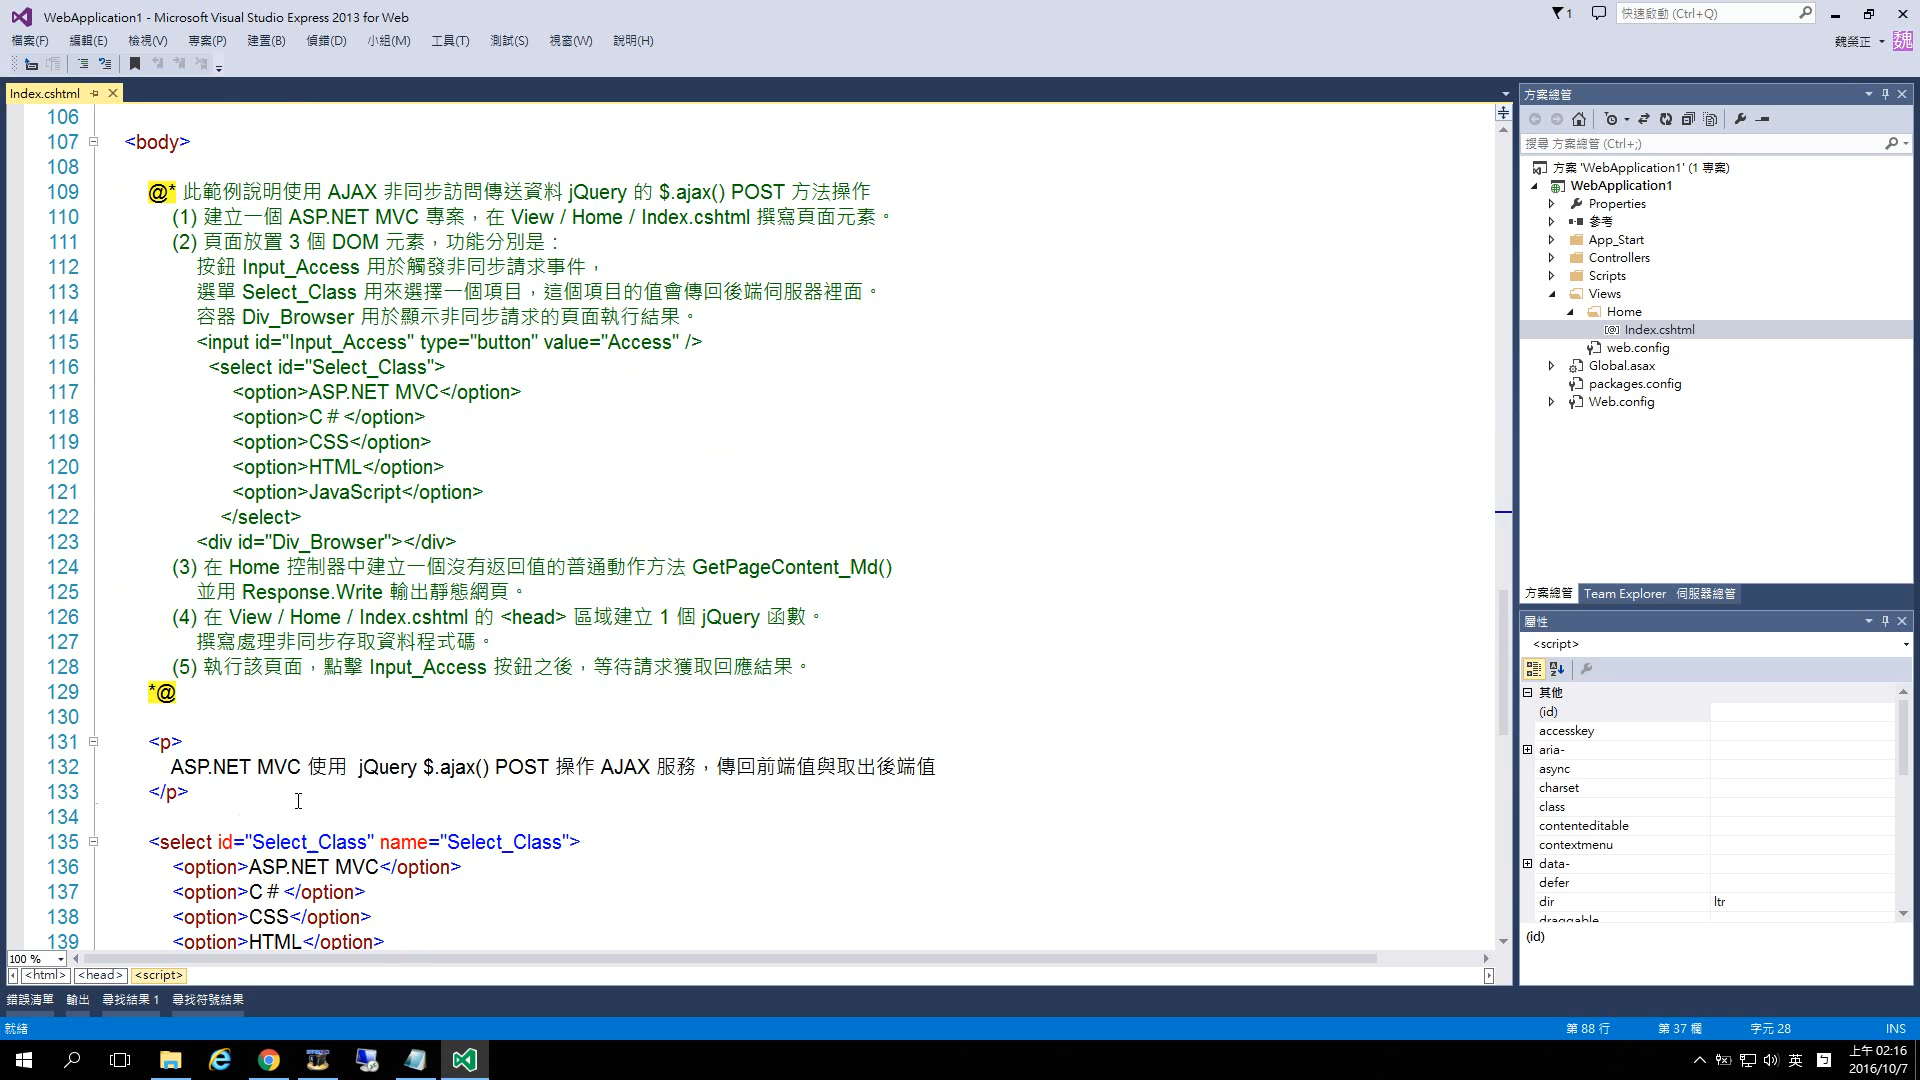 WebApplication1 - Microsoft Visual Studio Express 2013 for Web
1
快速啟動 (Ctrl+Q)
檔案(F) 編輯(E) 檢視(V) 專案(P) 建置(B) 偵錯(D) 小組(M) 工具(T) 測試(S) 視窗(W) 說明(H)
魏榮正 魏
Index.cshtml
106
107 <body>
108
109 @* 此範例說明使用 AJAX 非同步訪問傳送資料 jQuery 的 $.ajax() POST 方法操作
110 (1) 建立一個 ASP.NET MVC 專案，在 View / Home / Index.cshtml 撰寫頁面元素。
111 (2) 頁面放置 3 個 DOM 元素，功能分別是：
112 按鈕 Input_Access 用於觸發非同步請求事件，
113 選單 Select_Class 用來選擇一個項目，這個項目的值會傳回後端伺服器裡面。
114 容器 Div_Browser 用於顯示非同步請求的頁面執行結果。
115 <input id="Input_Access" type="button" value="Access" />
116 <select id="Select_Class">
117 <option>ASP.NET MVC</option>
118 <option>C＃</option>
119 <option>CSS</option>
120 <option>HTML</option>
121 <option>JavaScript</option>
122 </select>
123 <div id="Div_Browser"></div>
124 (3) 在 Home 控制器中建立一個沒有返回值的普通動作方法 GetPageContent_Md()
125 並用 Response.Write 輸出靜態網頁。
126 (4) 在 View / Home / Index.cshtml 的 <head> 區域建立 1 個 jQuery 函數。
127 撰寫處理非同步存取資料程式碼。
128 (5) 執行該頁面，點擊 Input_Access 按鈕之後，等待請求獲取回應結果。
129 *@
130
131 <p>
132 ASP.NET MVC 使用 jQuery $.ajax() POST 操作 AJAX 服務，傳回前端值與取出後端值
133 </p>
134
135 <select id="Select_Class" name="Select_Class">
136 <option>ASP.NET MVC</option>
137 <option>C＃</option>
138 <option>CSS</option>
139 <option>HTML</option>
100 %
<html> <head> <script>
錯誤清單 輸出 尋找結果 1 尋找符號結果
方案總管
搜尋 方案總管 (Ctrl+;)
方案 'WebApplication1' (1 專案)
WebApplication1
Properties
參考
App_Start
Controllers
Scripts
Views
Home
Index.cshtml
web.config
Global.asax
packages.config
Web.config
方案總管 Team Explorer 伺服器總管
屬性
<script>
其他
(id)
accesskey
aria-
async
charset
class
contenteditable
contextmenu
data-
defer
dir ltr
draggable
(id)
就緒 第 88 行 第 37 欄 字元 28 INS
英
上午 02:16
2016/10/7